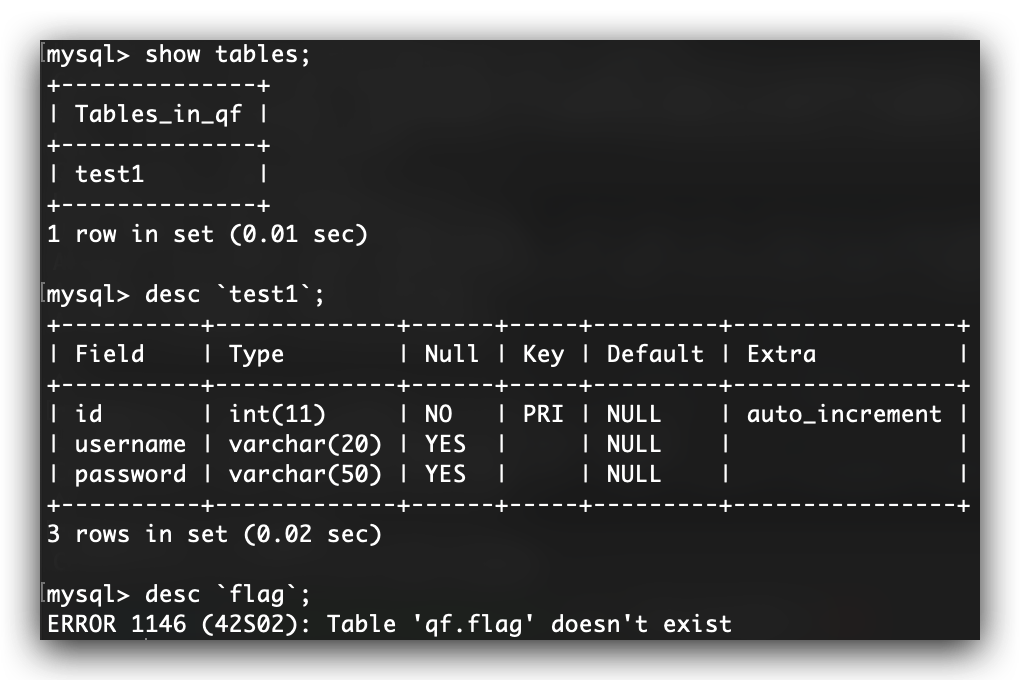 mysql> show tables;
+--------------+
| Tables_in_qf |
+--------------+
| test1        |
+--------------+
1 row in set (0.01 sec)

mysql> desc `test1`;
+----------+-------------+------+-----+---------+----------------+
| Field    | Type        | Null | Key | Default | Extra          |
+----------+-------------+------+-----+---------+----------------+
| id       | int(11)     | NO   | PRI | NULL    | auto_increment |
| username | varchar(20) | YES  |     | NULL    |                |
| password | varchar(50) | YES  |     | NULL    |                |
+----------+-------------+------+-----+---------+----------------+
3 rows in set (0.02 sec)

mysql> desc `flag`;
ERROR 1146 (42S02): Table 'qf.flag' doesn't exist